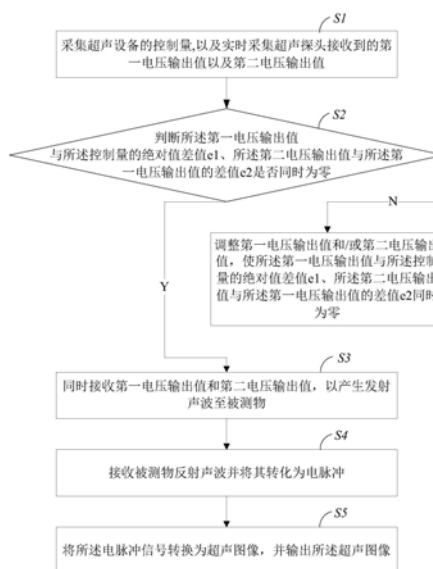 S1
采集超声设备的控制量,以及实时采集超声探头接收到的第
一电压输出值以及第二电压输出值
S2
判断所述第一电压输出值
与所述控制量的绝对值差值e1、所述第二电压输出值与所述第
一电压输出值的差值e2是否同时为零
N
调整第一电压输出值和/或第二电压输出
值，使所述第一电压输出值与所述控制
量的绝对值差值e1、所述第二电压输出
值与所述第一电压输出值的差值e2同时
为零
Y
S3
同时接收第一电压输出值和第二电压输出值，以产生发射
声波至被测物
S4
接收被测物反射声波并将其转化为电脉冲
S5
将所述电脉冲信号转换为超声图像，并输出所述超声图像